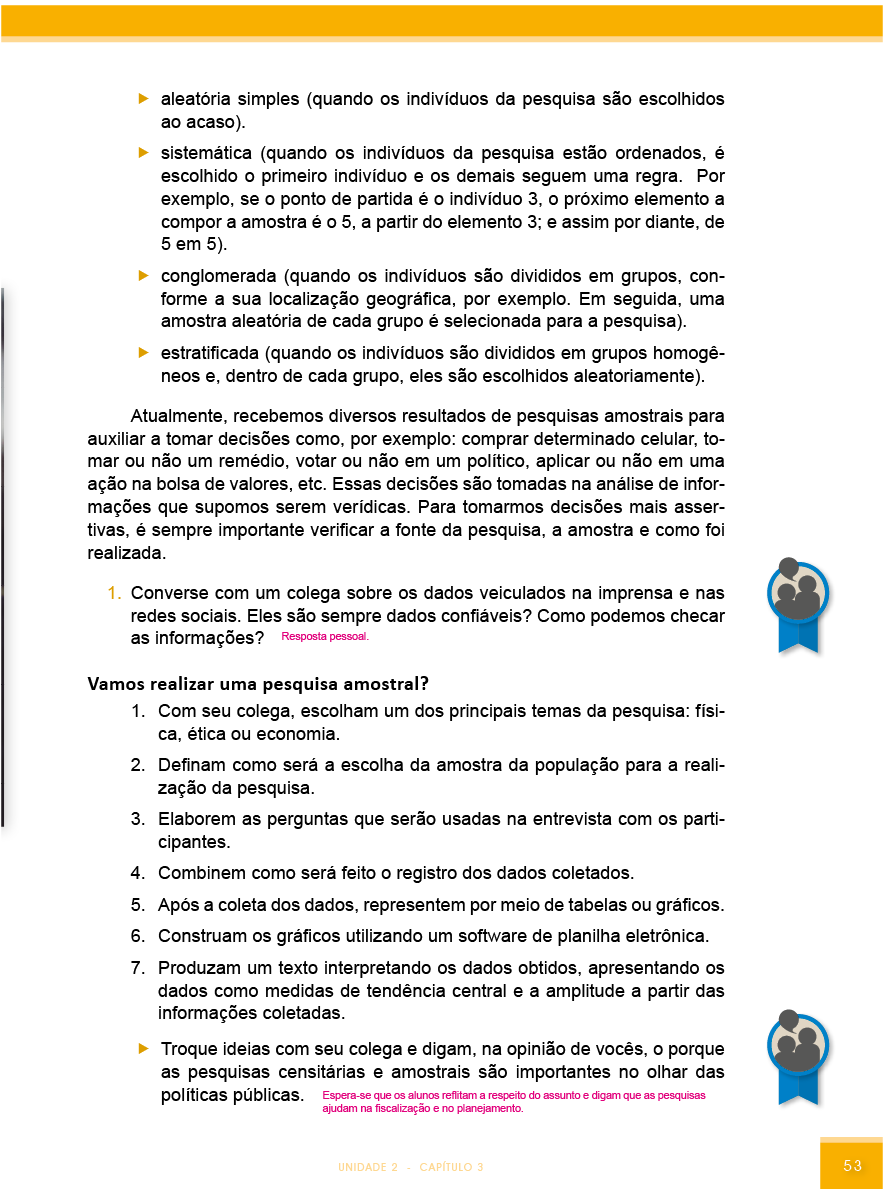 aleatória simples (quando os indivíduos da pesquisa são escolhidos
ao acaso).
sistemática (quando os indivíduos da pesquisa estão ordenados, é
escolhido o primeiro indivíduo e os demais seguem uma regra. Por
exemplo, se o ponto de partida é o indivíduo 3, o próximo elemento a
compor a amostra é o 5, a partir do elemento 3; e assim por diante, de
5 em 5).
conglomerada (quando os indivíduos são divididos em grupos, con-
forme a sua localização geográfica, por exemplo. Em seguida, uma
amostra aleatória de cada grupo é selecionada para a pesquisa).
estratificada (quando os indivíduos são divididos em grupos homogê-
neos e, dentro de cada grupo, eles são escolhidos aleatoriamente).
Atualmente, recebemos diversos resultados de pesquisas amostrais para
auxiliar a tomar decisões como, por exemplo: comprar determinado celular, to-
mar ou não um remédio, votar ou não em um político, aplicar ou não em uma
ação na bolsa de valores, etc. Essas decisões são tomadas na análise de infor-
mações que supomos serem verídicas. Para tomarmos decisões mais asser-
tivas, é sempre importante verificar a fonte da pesquisa, a amostra e como foi
realizada.
1. Converse com um colega sobre os dados veiculados na imprensa e nas
redes sociais. Eles são sempre dados confiáveis? Como podemos checar
as informações? Resposta pessoal.
Vamos realizar uma pesquisa amostral?
1. Com seu colega, escolham um dos principais temas da pesquisa: físi-
ca, ética ou economia.
2. Definam como será a escolha da amostra da população para a reali-
zação da pesquisa.
3. Elaborem as perguntas que serão usadas na entrevista com os parti-
cipantes.
4. Combinem como será feito o registro dos dados coletados.
5. Após a coleta dos dados, representem por meio de tabelas ou gráficos.
6. Construam os gráficos utilizando um software de planilha eletrônica.
7. Produzam um texto interpretando os dados obtidos, apresentando os
dados como medidas de tendência central e a amplitude a partir das
informações coletadas.
Troque ideias com seu colega e digam, na opinião de vocês, o porque
as pesquisas censitárias e amostrais são importantes no olhar das
políticas públicas. Espera-se que os alunos reflitam a respeito do assunto e digam que as pesquisas
ajudam na fiscalização e no planejamento.
UNIDADE 2 - CAPÍTULO 3
53